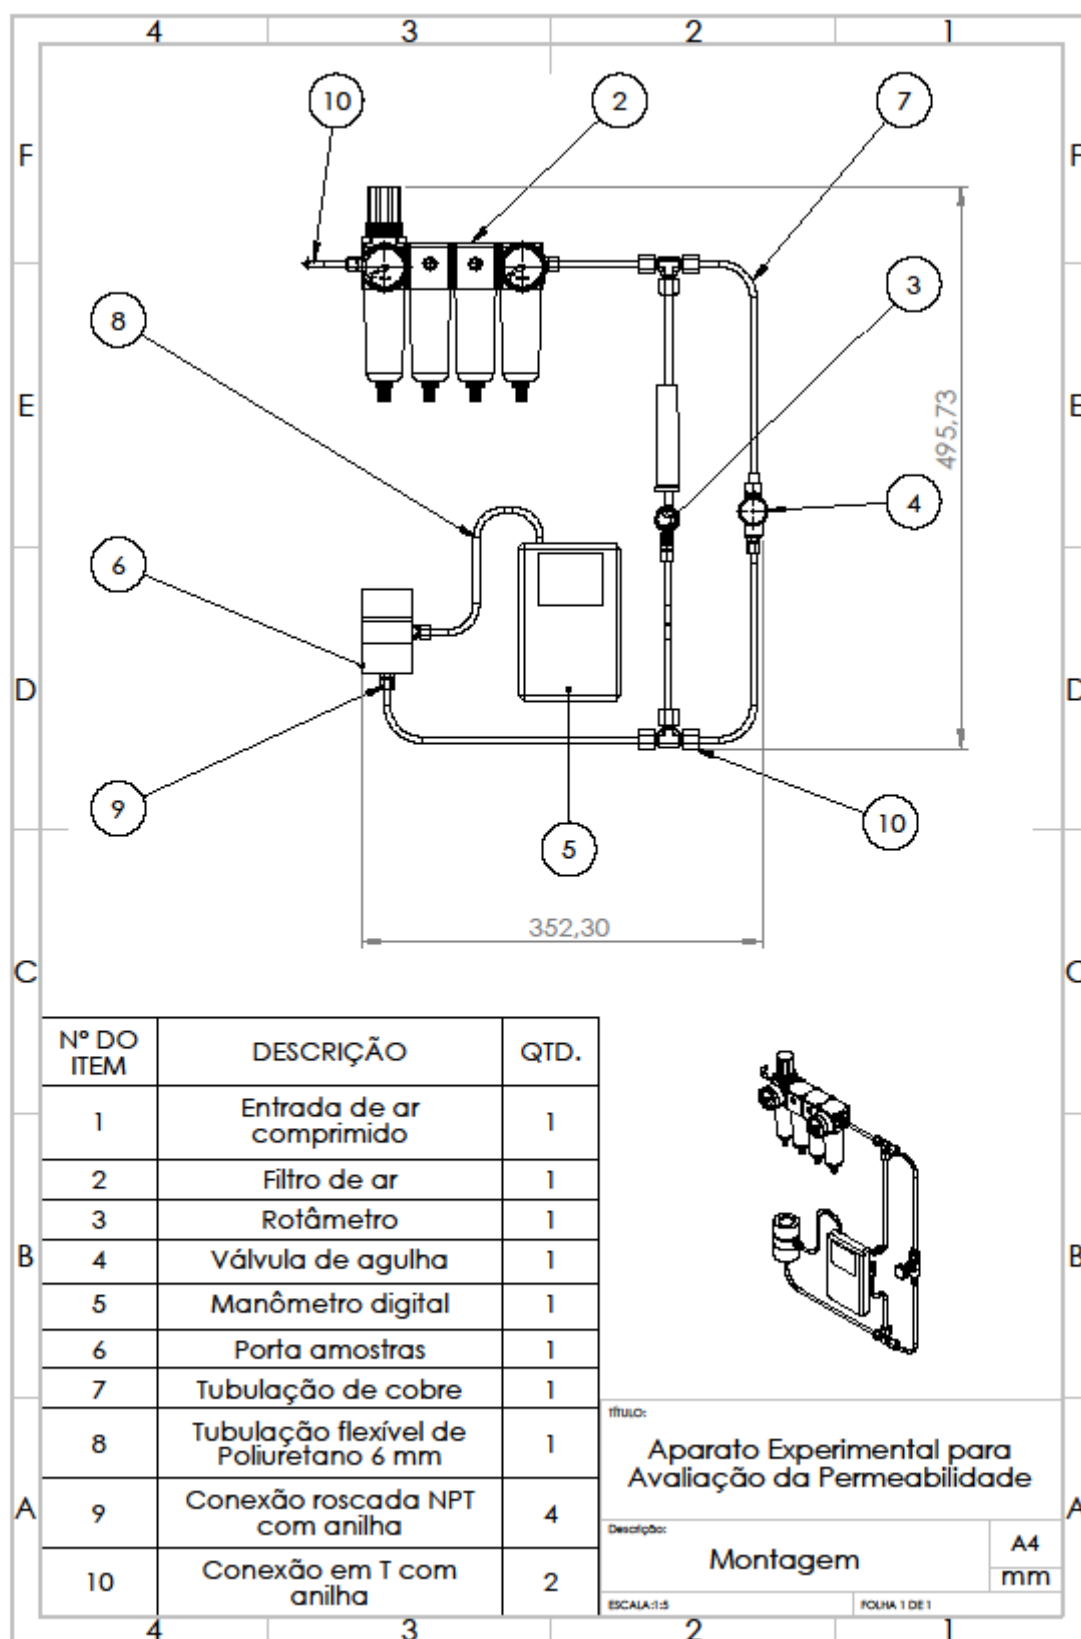 4 3 2 1
10 2 7
F F
3
8
E E
495,73
4
6
D D
9 10
5
352,30
C C
Nº DO ITEM DESCRIÇÃO QTD.
1 Entrada de ar comprimido 1
2 Filtro de ar 1
3 Rotâmetro 1
B B
4 Válvula de agulha 1
5 Manômetro digital 1
6 Porta amostras 1
7 Tubulação de cobre 1
8 Tubulação flexível de Poliuretano 6 mm 1
A A
9 Conexão roscada NPT com anilha 4
10 Conexão em T com anilha 2
TÍTULO:
Aparato Experimental para
Avaliação da Permeabilidade
Descrição:
Montagem
A4
mm
ESCALA:1:5 FOLHA 1 DE 1
4 3 2 1